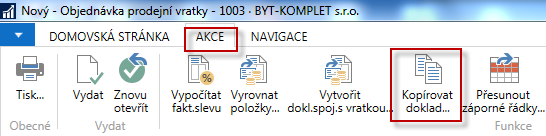 Nový - Objednávka prodejní vratky - 1003 · BYT-KOMPLET s.r.o.
DOMOVSKÁ STRÁNKA AKCE NAVIGACE
Tisk...
Vydat
Znovu
otevřít
Vypočítat
fakt.slevu
Vyrovnat
položky...
Vytvořit
dokl.spoj.s vratkou...
Kopírovat
doklad...
Přesunout
záporné řádky...
Obecné Vydat Funkce